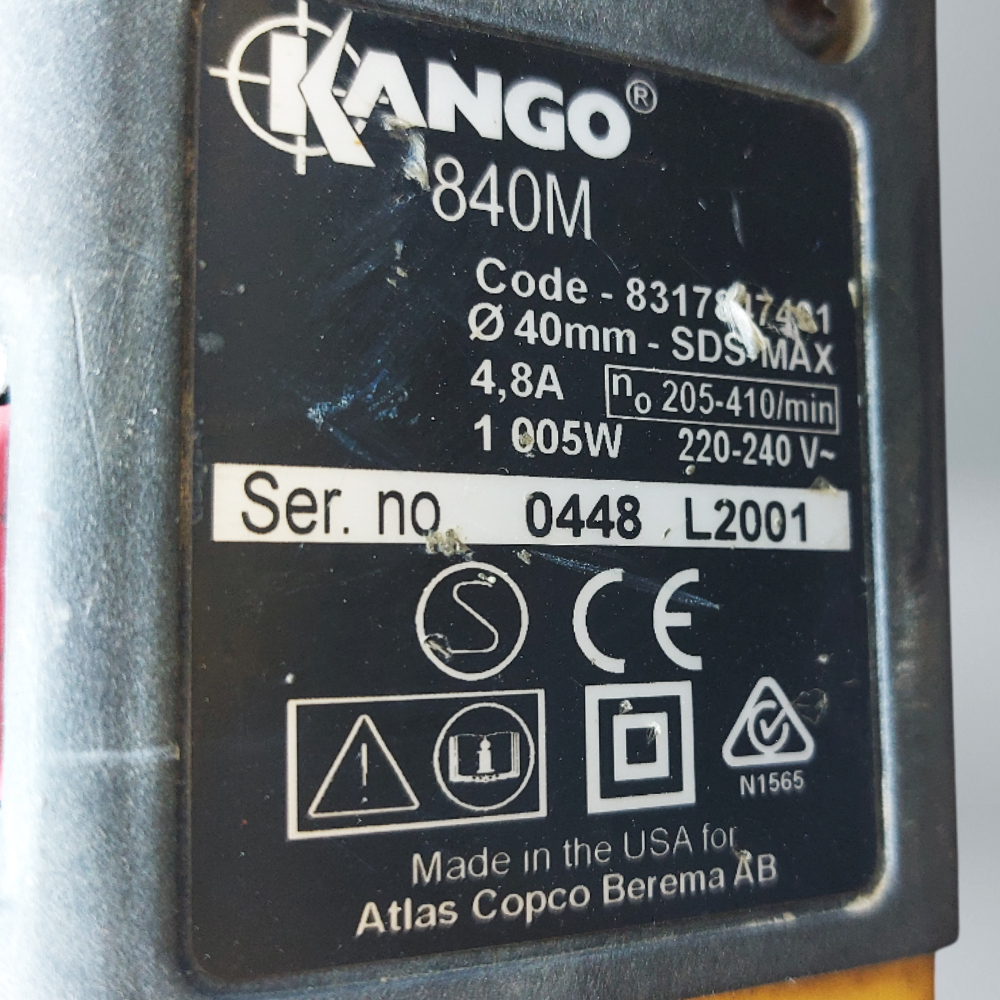 KANGO®
840M
Code -
Ø 40mm - SDS-MAX
4,8A n₀ 205-410/min
1 005W 220-240 V~
Ser. no 0448 L2001
S CE
N1565
Made in the USA for
Atlas Copco Berema AB